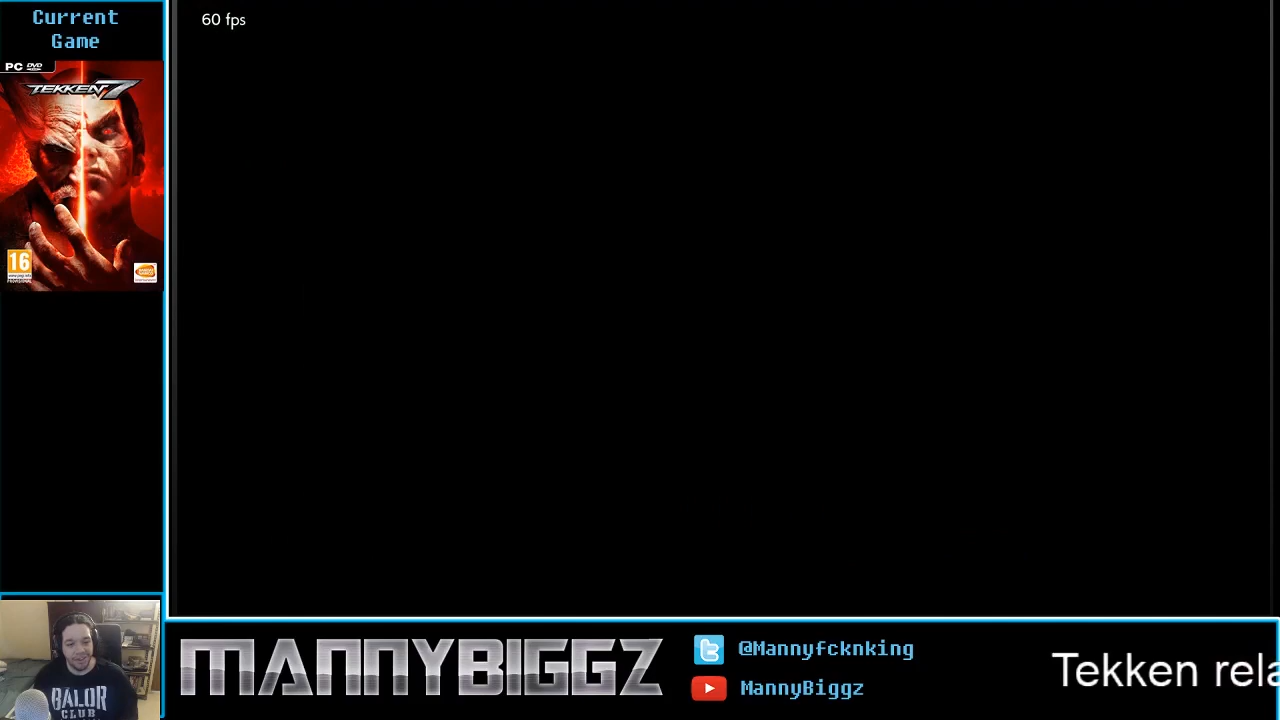 Current
Game
60 fps
PC DVD
TEKKEN 7
16
BALOR
CLUB
MANNYBIGGZ
@Mannyfcknking
MannyBiggz
Tekken rela